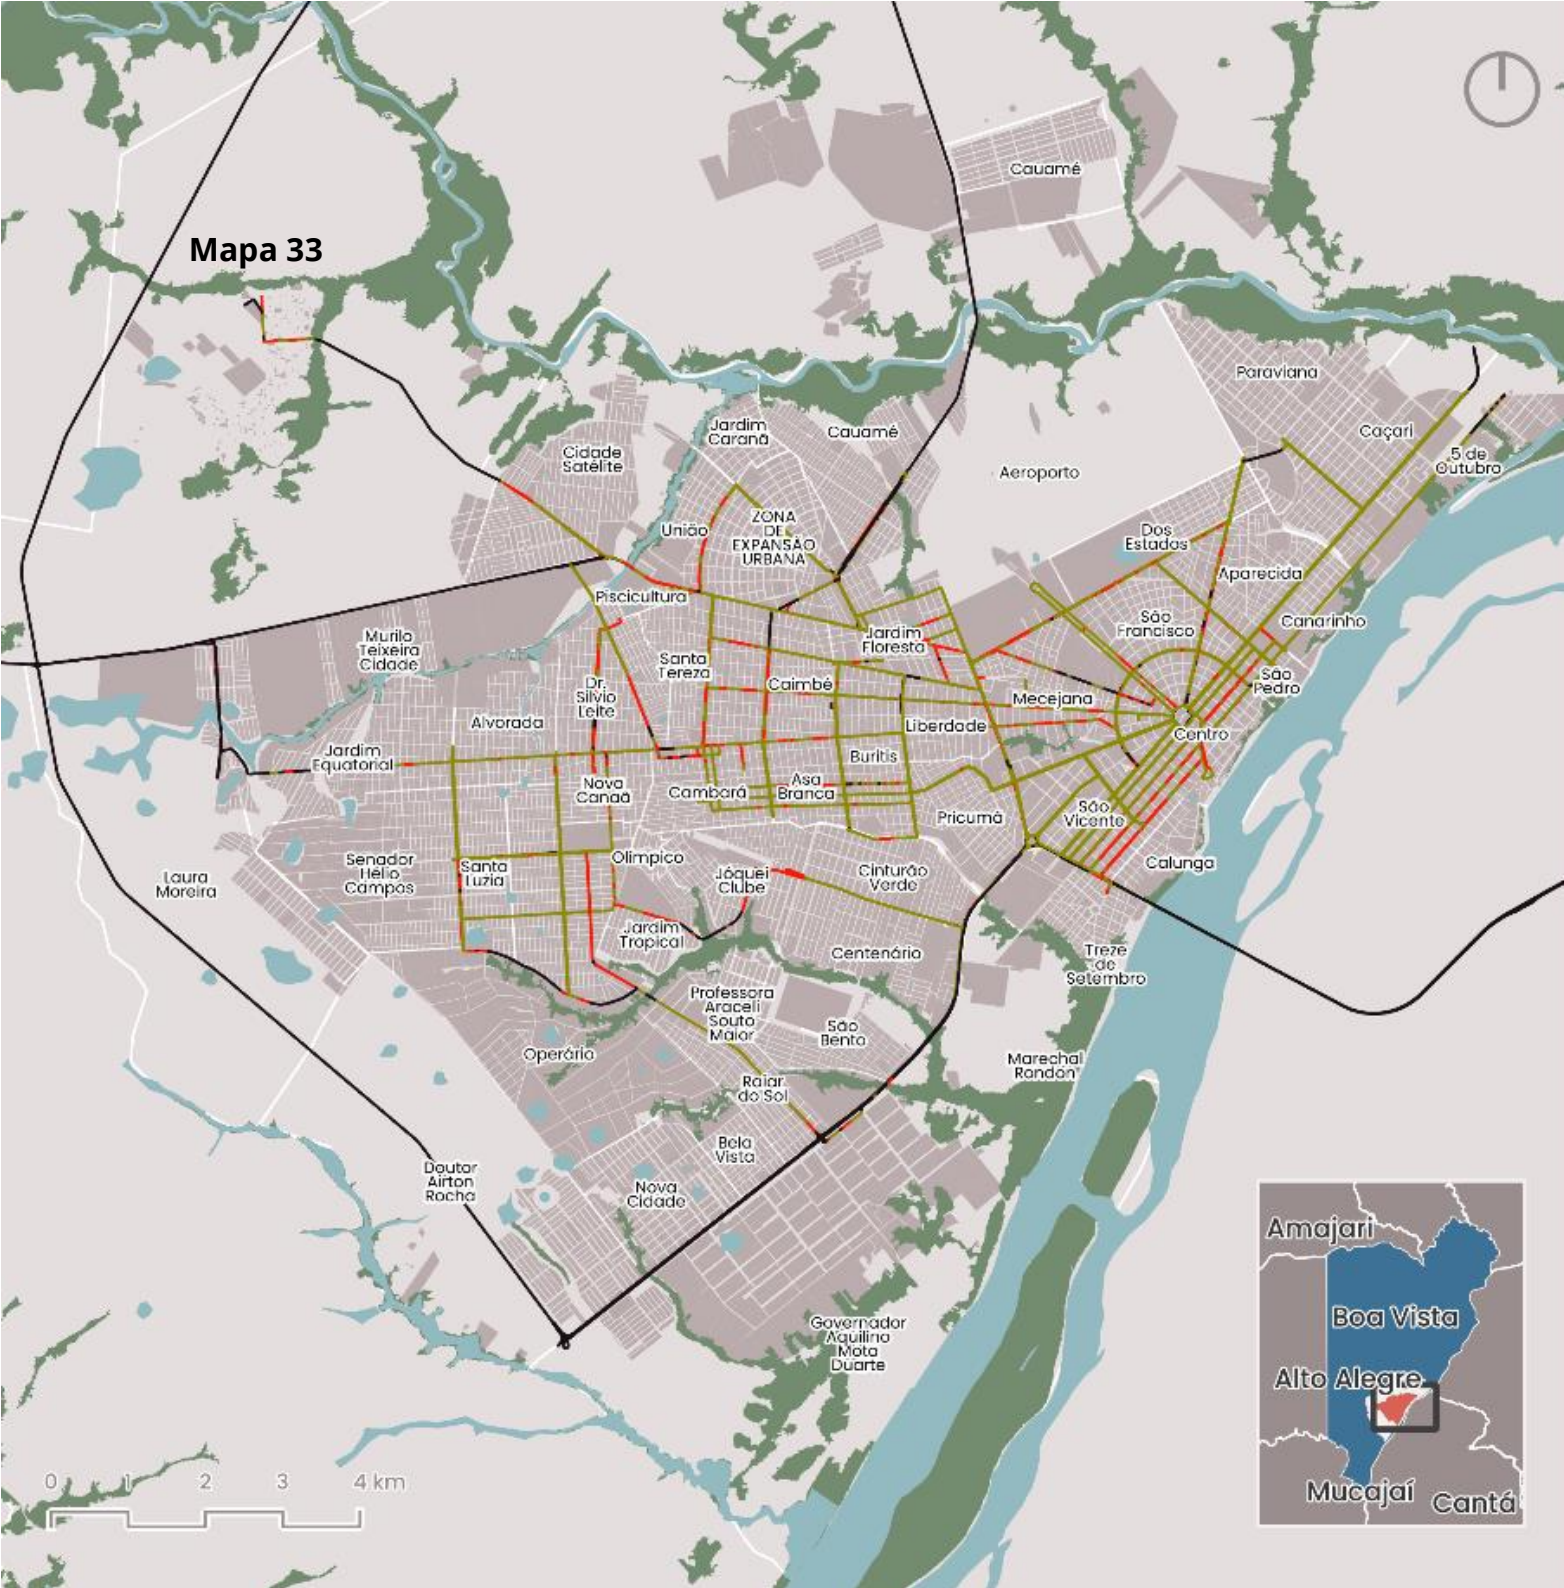 Cauamé
Mapa 33
Paraviana
Jardim
Caranã
Cauamé
Caçari
Cidade
Satélite
5 de
Outubro
Aeroporto
União
ZONA
DE
EXPANSÃO
URBANA
Dos
Estados
Aparecida
Piscicultura
Canarinho
São
Francisco
Murilo
Teixeira
Cidade
Jardim
Floresta
Santa
Tereza
Caimbé
São
Pedro
Dr.
Silvio
Leite
Mecejana
Alvorada
Liberdade
Centro
Jardim
Equatorial
Buritis
Nova
Canaã
Cambará
Asa
Branca
São
Vicente
Pricumã
Olimpico
Calunga
Senador
Hélio
Campos
Santa
Luzia
Laura
Moreira
Jóquei
Clube
Cinturão
Verde
Jardim
Tropical
Centenário
Treze
de
Setembro
Professora
Araceli
Souto
Maior
São
Bento
Operário
Marechal
Rondon
Raiar
do Sol
Bela
Vista
Doutor
Airton
Rocha
Nova
Cidade
Governador
Aquilino
Mota
Duarte
Amajari
Boa Vista
Alto Alegre
Mucajaí
Cantá
0 1 2 3 4 km